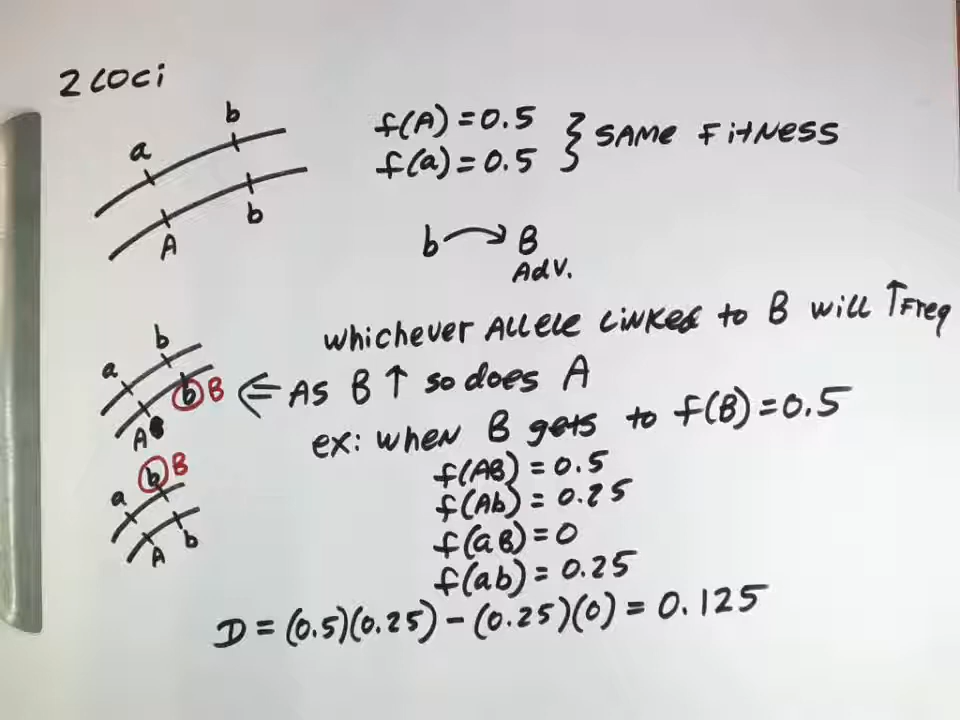 2 LOCi
a b
A b
f(A) = 0.5
f(a) = 0.5 } SAME FitNESS
b → B
Adv.
whichever Allele Linked to B will ↑Freq
a b
A b B
⇐ AS B ↑ so does A
ex: when B gets to f(B) = 0.5
f(AB) = 0.5
f(Ab) = 0.25
f(aB) = 0
f(ab) = 0.25
a b B
A b
D = (0.5)(0.25) - (0.25)(0) = 0.125